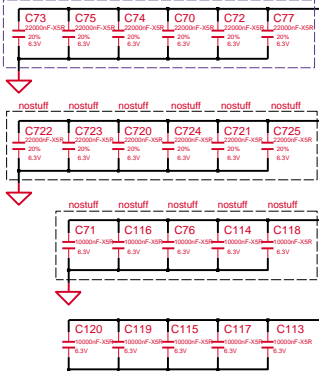 C73 C75 C74 C70 C72 C77
22000nF-X5R 22000nF-X5R 22000nF-X5R 22000nF-X5R 22000nF-X5R 22000nF-X5R
20% 20% 20% 20% 20% 20%
6.3V 6.3V 6.3V 6.3V 6.3V 6.3V
nostuff nostuff nostuff nostuff nostuff nostuff
C722 C723 C720 C724 C721 C725
22000nF-X5R 22000nF-X5R 22000nF-X5R 22000nF-X5R 22000nF-X5R 22000nF-X5R
20% 20% 20% 20% 20% 20%
6.3V 6.3V 6.3V 6.3V 6.3V 6.3V
nostuff nostuff nostuff nostuff nostuff
C71 C116 C76 C114 C118
10000nF-X5R 10000nF-X5R 10000nF-X5R 10000nF-X5R 10000nF-X5R
6.3V 6.3V 6.3V 6.3V 6.3V
C120 C119 C115 C117 C113
10000nF-X5R 10000nF-X5R 10000nF-X5R 10000nF-X5R 10000nF-X5R
6.3V 6.3V 6.3V 6.3V 6.3V